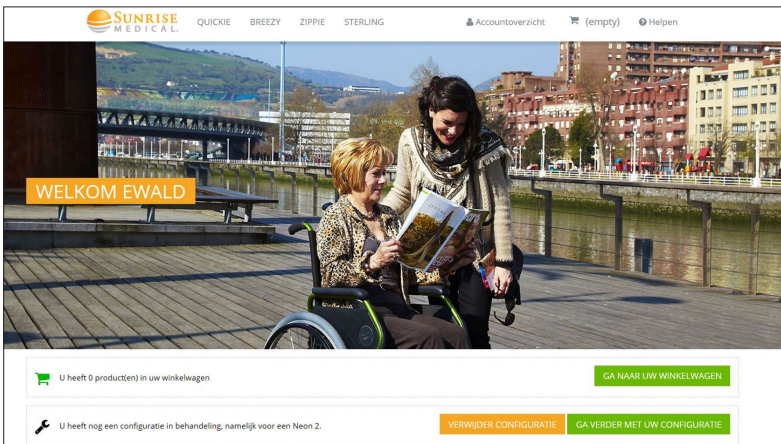 SUNRISE
MEDICAL.
QUICKIE BREEZY ZIPPIE STERLING Accountoverzicht (empty) Helpen
WELKOM EWALD
U heeft 0 product(en) in uw winkelwagen GA NAAR UW WINKELWAGEN
U heeft nog een configuratie in behandeling, namelijk voor een Neon 2. VERWIJDER CONFIGURATIE GA VERDER MET UW CONFIGURATIE